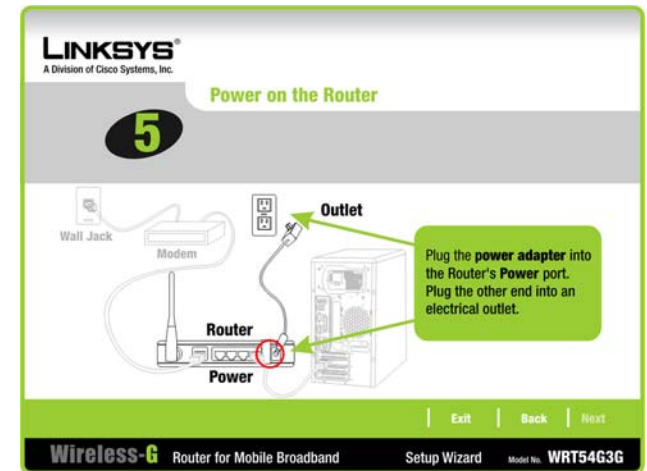 LINKSYS®
A Division of Cisco Systems, Inc.
Power on the Router
5
Wall Jack
Modem
Outlet
Plug the power adapter into
the Router's Power port.
Plug the other end into an
electrical outlet.
Router
Power
Exit
Back
Next
Wireless-G Router for Mobile Broadband Setup Wizard Model No. WRT54G3G